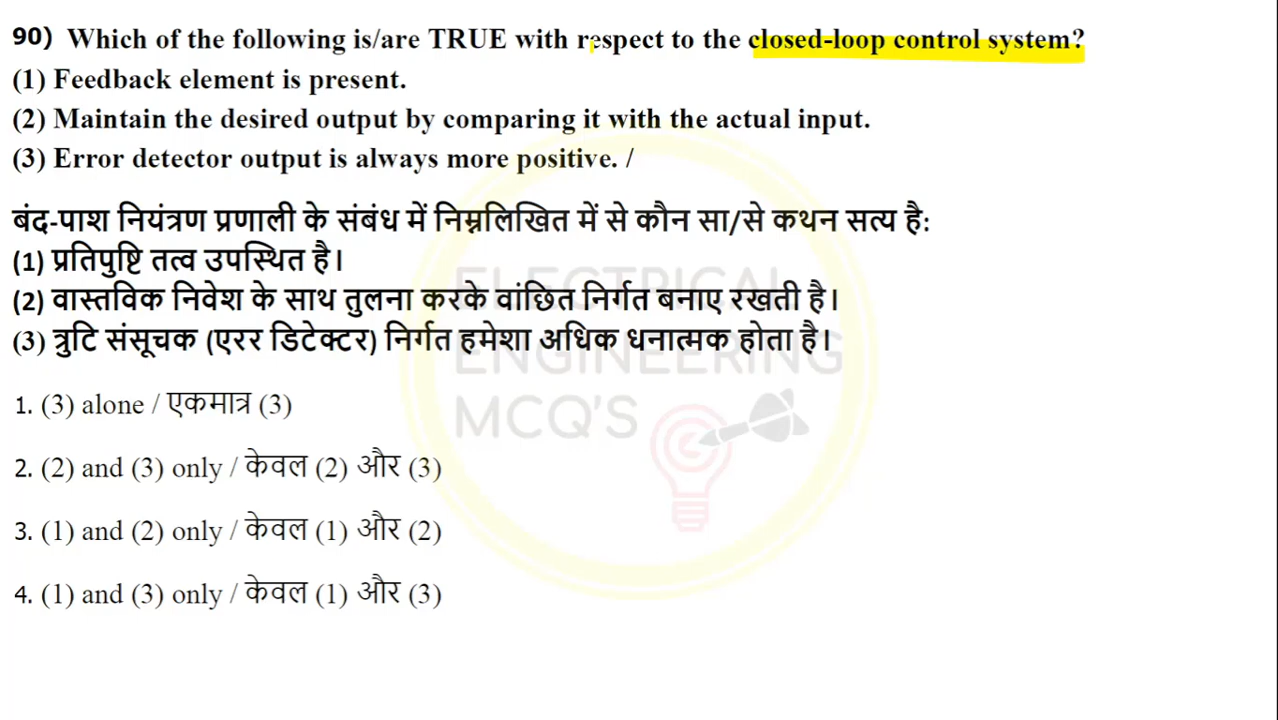 90) Which of the following is/are TRUE with respect to the closed-loop control system?
(1) Feedback element is present.
(2) Maintain the desired output by comparing it with the actual input.
(3) Error detector output is always more positive. /
बंद-पाश नियंत्रण प्रणाली के संबंध में निम्नलिखित में से कौन सा/से कथन सत्य है:
(1) प्रतिपुष्टि तत्व उपस्थित है।
(2) वास्तविक निवेश के साथ तुलना करके वांछित निर्गत बनाए रखती है।
(3) त्रुटि संसूचक (एरर डिटेक्टर) निर्गत हमेशा अधिक धनात्मक होता है।
ELECTRICAL
ENGINEERING
MCQ'S
1. (3) alone / एकमात्र (3)
2. (2) and (3) only / केवल (2) और (3)
3. (1) and (2) only / केवल (1) और (2)
4. (1) and (3) only / केवल (1) और (3)